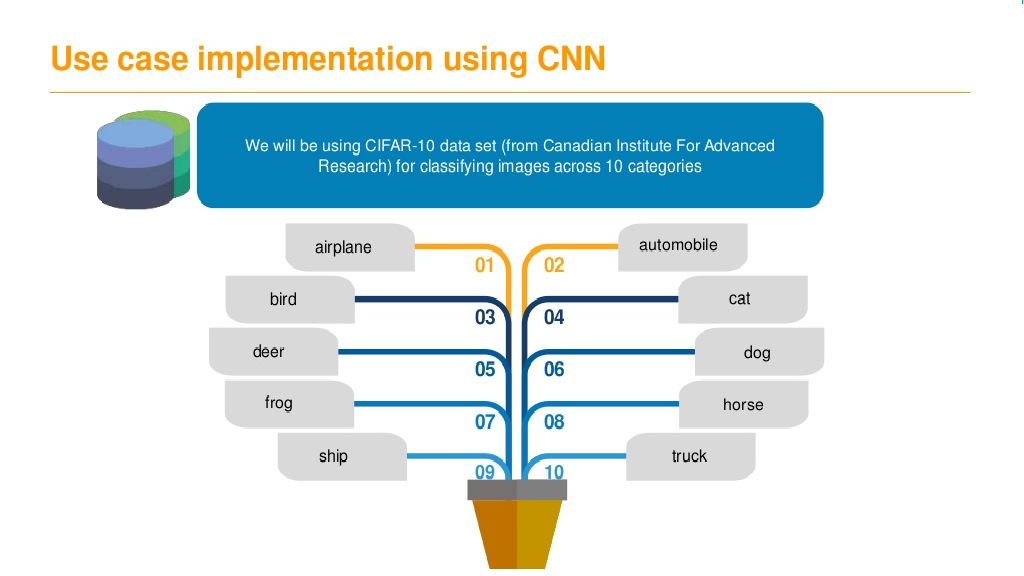 Use case implementation using CNN
We will be using CIFAR-10 data set (from Canadian Institute For Advanced
Research) for classifying images across 10 categories
airplane
01
02
automobile
bird
03
04
cat
deer
05
06
dog
frog
07
08
horse
ship
09
10
truck